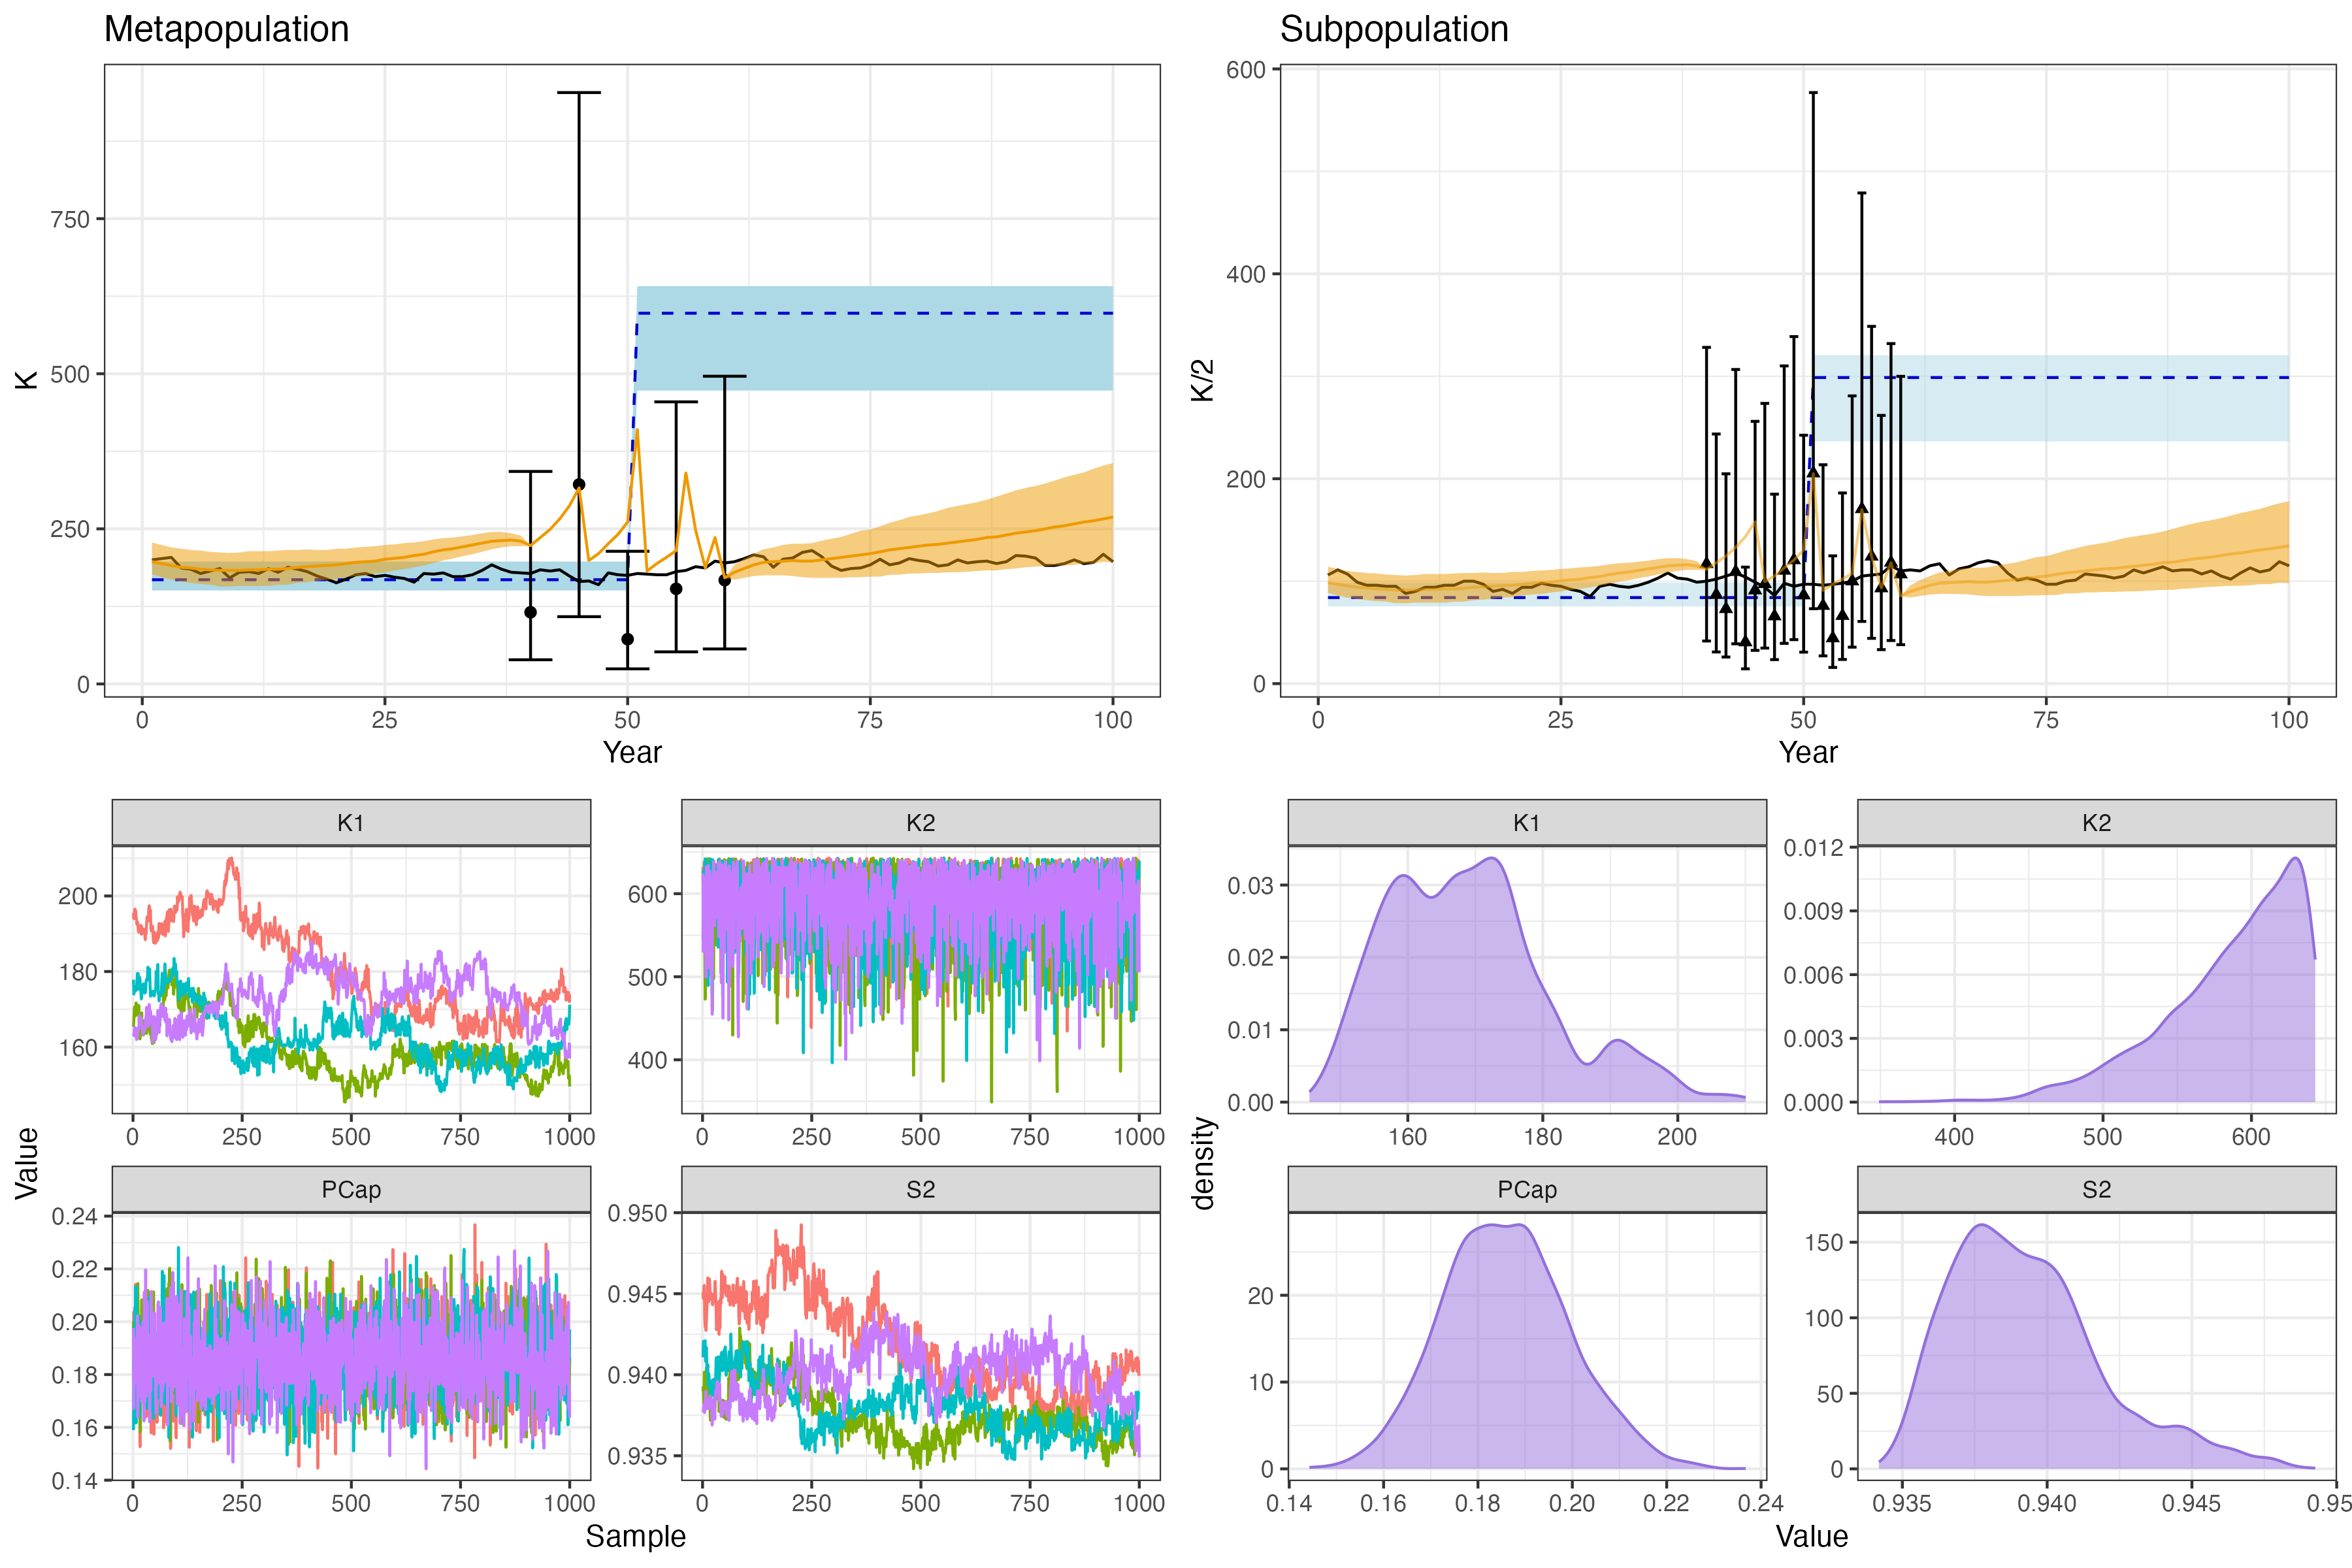 Metapopulation
Subpopulation
K
750
500
250
0
0 25 50 75 100
Year
K/2
600
400
200
0
0 25 50 75 100
Year
K1
K2
200
180
160
600
500
400
0 250 500 750 1000
0 250 500 750 1000
PCap
S2
0.24
0.22
0.20
0.18
0.16
0.14
0.950
0.945
0.940
0.935
0 250 500 750 1000
0 250 500 750 1000
Value
Sample
K1
K2
0.03
0.02
0.01
0.00
0.012
0.009
0.006
0.003
0.000
160 180 200
400 500 600
PCap
S2
20
10
0
150
100
50
0
0.14 0.16 0.18 0.20 0.22 0.24
0.935 0.940 0.945 0.95
density
Value